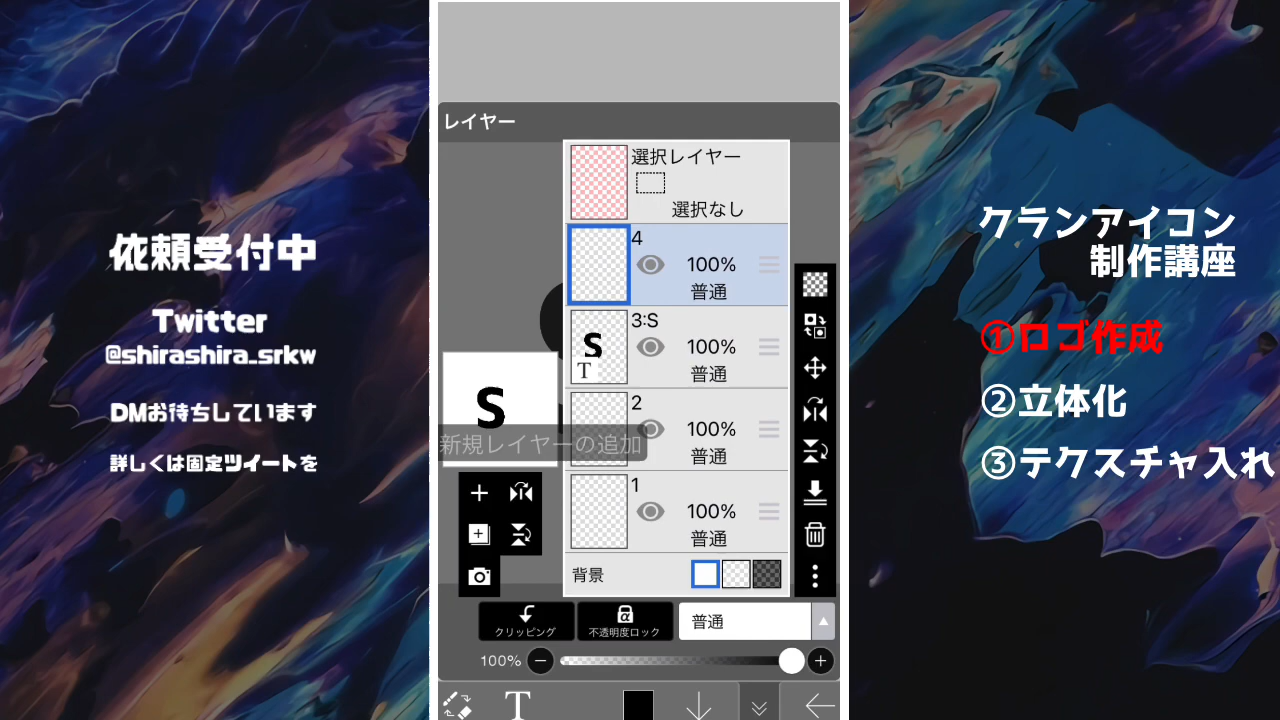 依頼受付中
Twitter
@shirashira_srkw
DMお待ちしています
詳しくは固定ツイートを
レイヤー
選択レイヤー
選択なし
4
100%
普通
3:S
100%
普通
S
T
2
100%
普通
S
新規レイヤーの追加
1
100%
普通
背景
クリッピング
α
不透明度ロック
普通
100%
T
クランアイコン
制作講座
①ロゴ作成
②立体化
③テクスチャ入れ